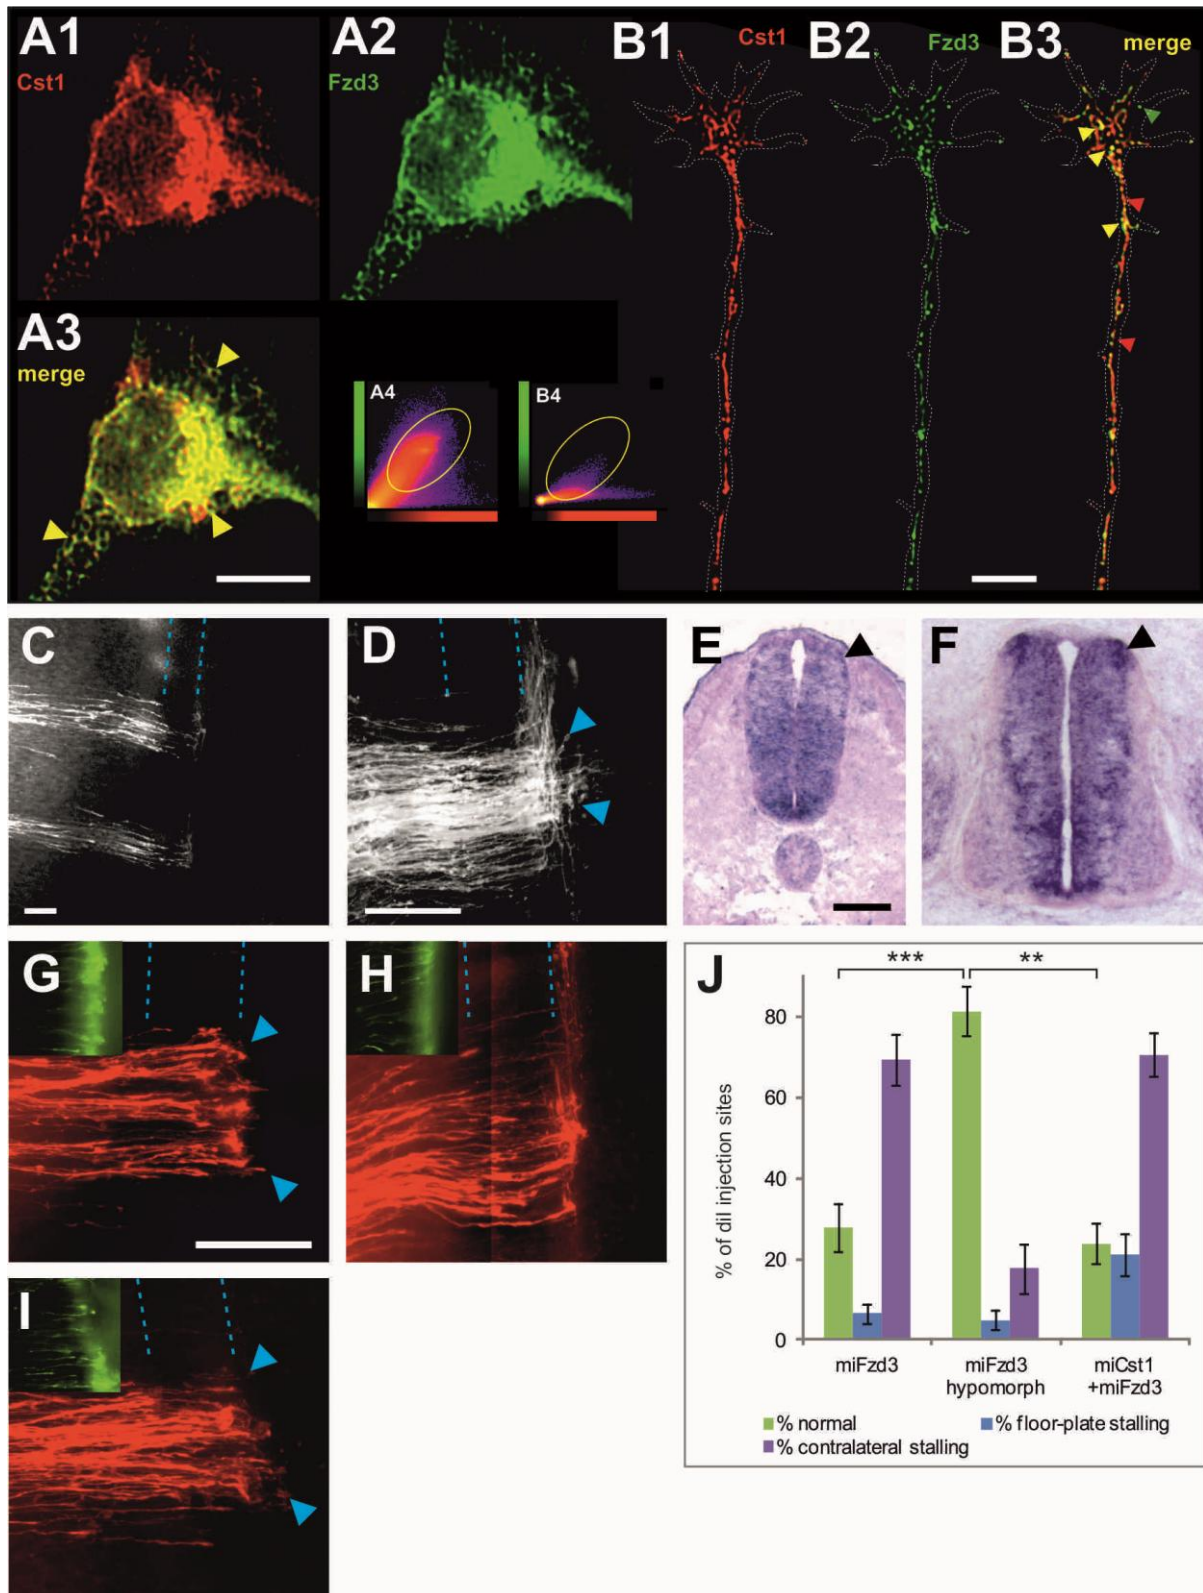 A1
Cst1
A2
Fzd3
B1
Cst1
B2
Fzd3
B3
merge
A3
merge
A4
B4
C
D
E
F
G
H
I
J
***
**
% of diI injection sites
80
60
40
20
0
miFzd3
miFzd3
hypomorph
miCst1
+miFzd3
% normal
% floor-plate stalling
% contralateral stalling